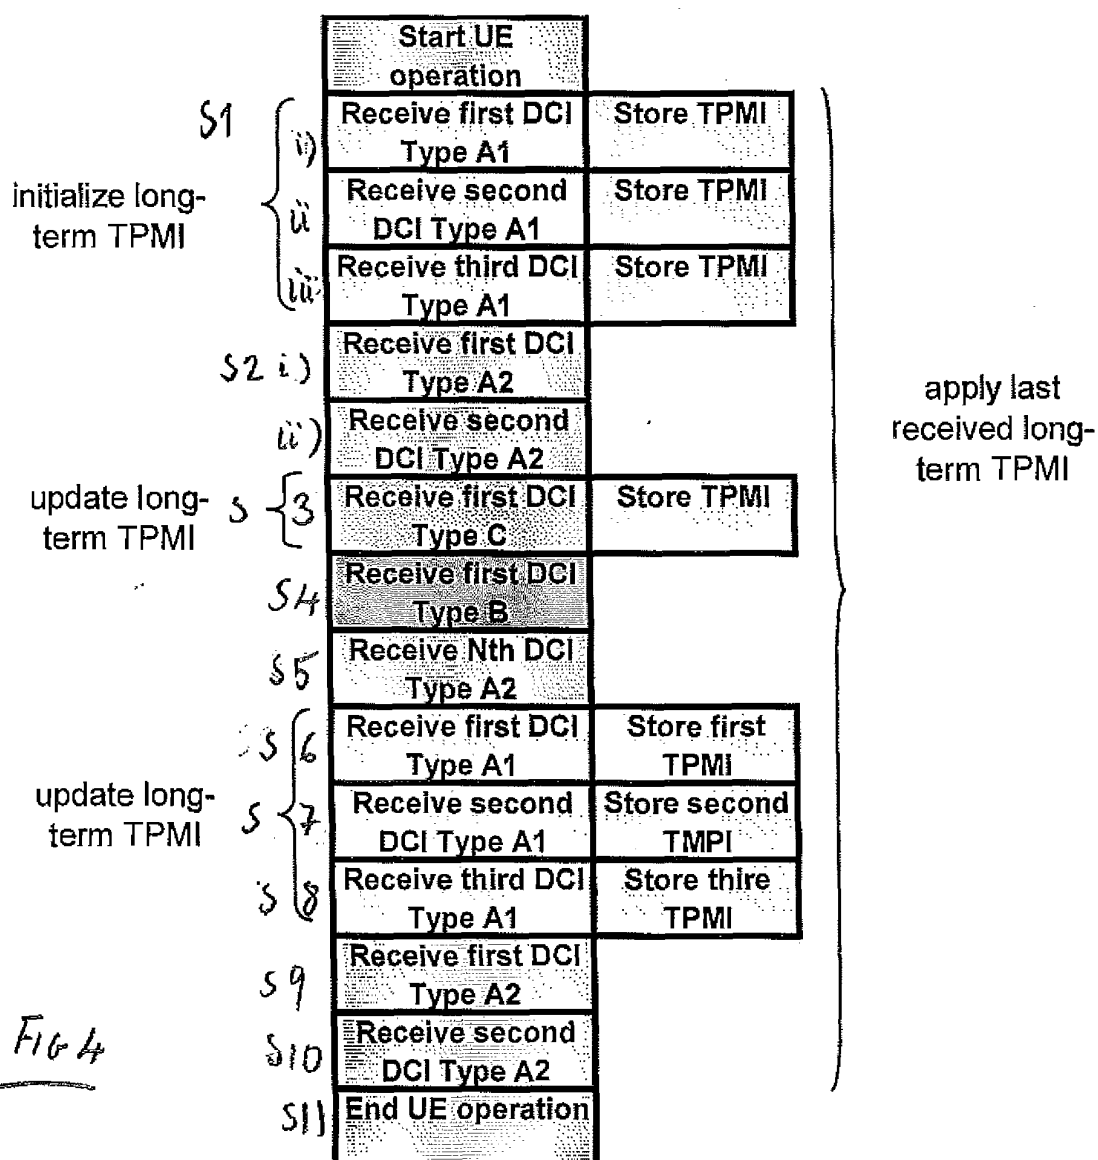 Start UE
operation
S1
i)
Receive first DCI
Type A1
Store TPMI
initialize long-
term TPMI
ii
Receive second
DCI Type A1
Store TPMI
iii
Receive third DCI
Type A1
Store TPMI
S2 i)
Receive first DCI
Type A2
ii)
Receive second
DCI Type A2
apply last
received long-
term TPMI
update long-
term TPMI
S 3
Receive first DCI
Type C
Store TPMI
S4
Receive first DCI
Type B
S5
Receive Nth DCI
Type A2
update long-
term TPMI
S 6
Receive first DCI
Type A1
Store first
TPMI
S 7
Receive second
DCI Type A1
Store second
TMPI
S 8
Receive third DCI
Type A1
Store thire
TPMI
S9
Receive first DCI
Type A2
S10
Receive second
DCI Type A2
S11
End UE operation
FIG 4